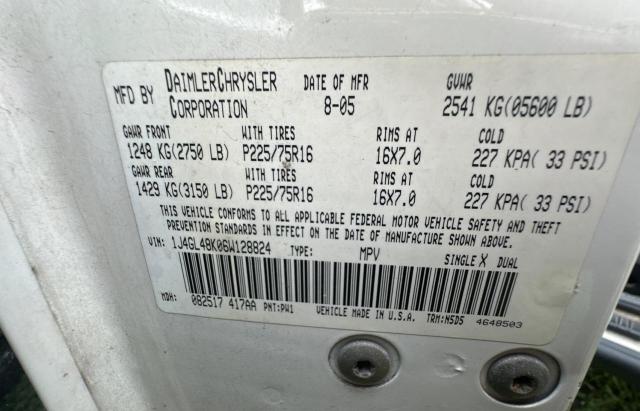 MFD BY DAIMLERCHRYSLER CORPORATION DATE OF MFR 8-05 GVWR 2541 KG(05600 LB)
GAWR FRONT WITH TIRES RIMS AT COLD
1248 KG(2750 LB) P225/75R16 16X7.0 227 KPA( 33 PSI)
GAWR REAR WITH TIRES RIMS AT COLD
1429 KG(3150 LB) P225/75R16 16X7.0 227 KPA( 33 PSI)
THIS VEHICLE CONFORMS TO ALL APPLICABLE FEDERAL MOTOR VEHICLE SAFETY AND THEFT
PREVENTION STANDARDS IN EFFECT ON THE DATE OF MANUFACTURE SHOWN ABOVE.
VIN: 1J4GL48K06W128824 TYPE: MPV SINGLE X DUAL
MDH: 082517 417AA PNT:PW1 VEHICLE MADE IN U.S.A. TRM:N5D5 4648503